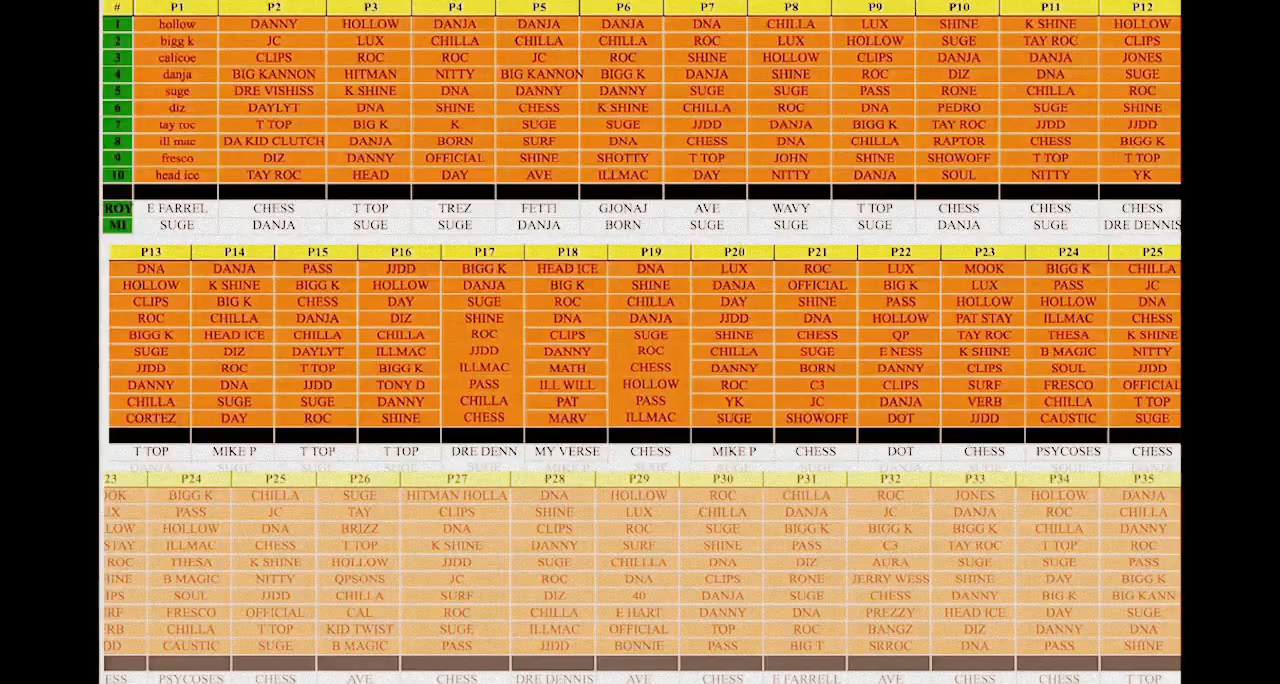 # P1 P2 P3 P4 P5 P6 P7 P8 P9 P10 P11 P12
1 hollow DANNY HOLLOW DANJA DANJA DANJA DNA CHILLA LUX SHINE K SHINE HOLLOW
2 bigg k JC LUX CHILLA CHILLA CHILLA ROC LUX HOLLOW SUGE TAY ROC CLIPS
3 calicoe CLIPS ROC ROC JC ROC SHINE HOLLOW CLIPS DANJA DANJA JONES
4 danja BIG KANNON HITMAN NITTY BIG KANNON BIGG K DANJA SHINE ROC DIZ DNA SUGE
5 suge DRE VISHISS K SHINE DNA DANNY DANNY SUGE SUGE PASS RONE CHILLA ROC
6 diz DAYLYT DNA SHINE CHESS K SHINE CHILLA ROC DNA PEDRO SUGE SHINE
7 tay roc T TOP BIG K K SUGE SUGE JJDD DANJA BIGG K TAY ROC JJDD JJDD
8 ill mac DA KID CLUTCH DANJA BORN SURF DNA CHESS DNA CHILLA RAPTOR CHESS BIGG K
9 fresco DIZ DANNY OFFICIAL SHINE SHOTTY T TOP JOHN SHINE SHOWOFF T TOP T TOP
10 head ice TAY ROC HEAD DAY AVE ILLMAC DAY NITTY DANJA SOUL NITTY YK
ROY E FARREL CHESS T TOP TREZ FETTI GJONAJ AVE WAVY T TOP CHESS CHESS CHESS
MI SUGE DANJA SUGE SUGE DANJA BORN SUGE SUGE SUGE DANJA SUGE DRE DENNIS
P13 P14 P15 P16 P17 P18 P19 P20 P21 P22 P23 P24 P25
DNA DANJA PASS JJDD BIGG K HEAD ICE DNA LUX ROC LUX MOOK BIGG K CHILLA
HOLLOW K SHINE BIGG K HOLLOW DANJA BIG K SHINE DANJA OFFICIAL BIG K LUX PASS JC
CLIPS BIG K CHESS DAY SUGE ROC CHILLA DAY SHINE PASS HOLLOW HOLLOW DNA
ROC CHILLA DANJA DIZ SHINE DNA DANJA JJDD DNA HOLLOW PAT STAY ILLMAC CHESS
BIGG K HEAD ICE CHILLA CHILLA ROC CLIPS SUGE SHINE CHESS QP TAY ROC THESA K SHINE
SUGE DIZ DAYLYT ILLMAC JJDD DANNY ROC CHILLA SUGE E NESS K SHINE B MAGIC NITTY
JJDD ROC T TOP BIGG K ILLMAC MATH CHESS DANNY BORN DANNY CLIPS SOUL JJDD
DANNY DNA JJDD TONY D PASS ILL WILL HOLLOW ROC C3 CLIPS SURF FRESCO OFFICIAL
CHILLA SUGE SUGE DANNY CHILLA PAT PASS YK JC DANJA VERB CHILLA T TOP
CORTEZ DAY ROC SHINE CHESS MARV ILLMAC SUGE SHOWOFF DOT JJDD CAUSTIC SUGE
T TOP MIKE P T TOP T TOP DRE DENN MY VERSE CHESS MIKE P CHESS DOT CHESS PSYCOSES CHESS
23 P24 P25 P26 P27 P28 P29 P30 P31 P32 P33 P34 P35
OOK BIGG K CHILLA SUGE HITMAN HOLLA DNA HOLLOW ROC CHILLA ROC JONES HOLLOW DANJA
UX PASS JC TAY CLIPS SHINE LUX CHILLA DANJA JC DANJA ROC CHILLA
LOW HOLLOW DNA BRIZZ DNA CLIPS ROC SUGE BIGG K BIGG K BIGG K CHILLA DANNY
STAY ILLMAC CHESS T TOP K SHINE DANNY SURF SHINE PASS C3 TAY ROC T TOP ROC
ROC THESA K SHINE HOLLOW JJDD SUGE CHILLLA DNA DIZ AURA SUGE SUGE PASS
INE B MAGIC NITTY QPSONS JC ROC DNA CLIPS RONE JERRY WESS SHINE DAY BIGG K
IPS SOUL JJDD CHILLA SURF DIZ 40 DANJA SUGE CHESS DANNY BIG K BIG KANN
RF FRESCO OFFICIAL CAL ROC CHILLA E HART DANNY DNA PREZZY HEAD ICE DAY SUGE
RB CHILLA T TOP KID TWIST SUGE ILLMAC OFFICIAL TOP ROC BANGZ DIZ DANNY DNA
DD CAUSTIC SUGE B MAGIC PASS JJDD BONNIE PASS BIG T SRROC DNA PASS SHINE
ESS PSYCOSES CHESS AVE CHESS DRE DENNIS AVE CHESS E FARRELL AVE CHESS CHESS CHESS